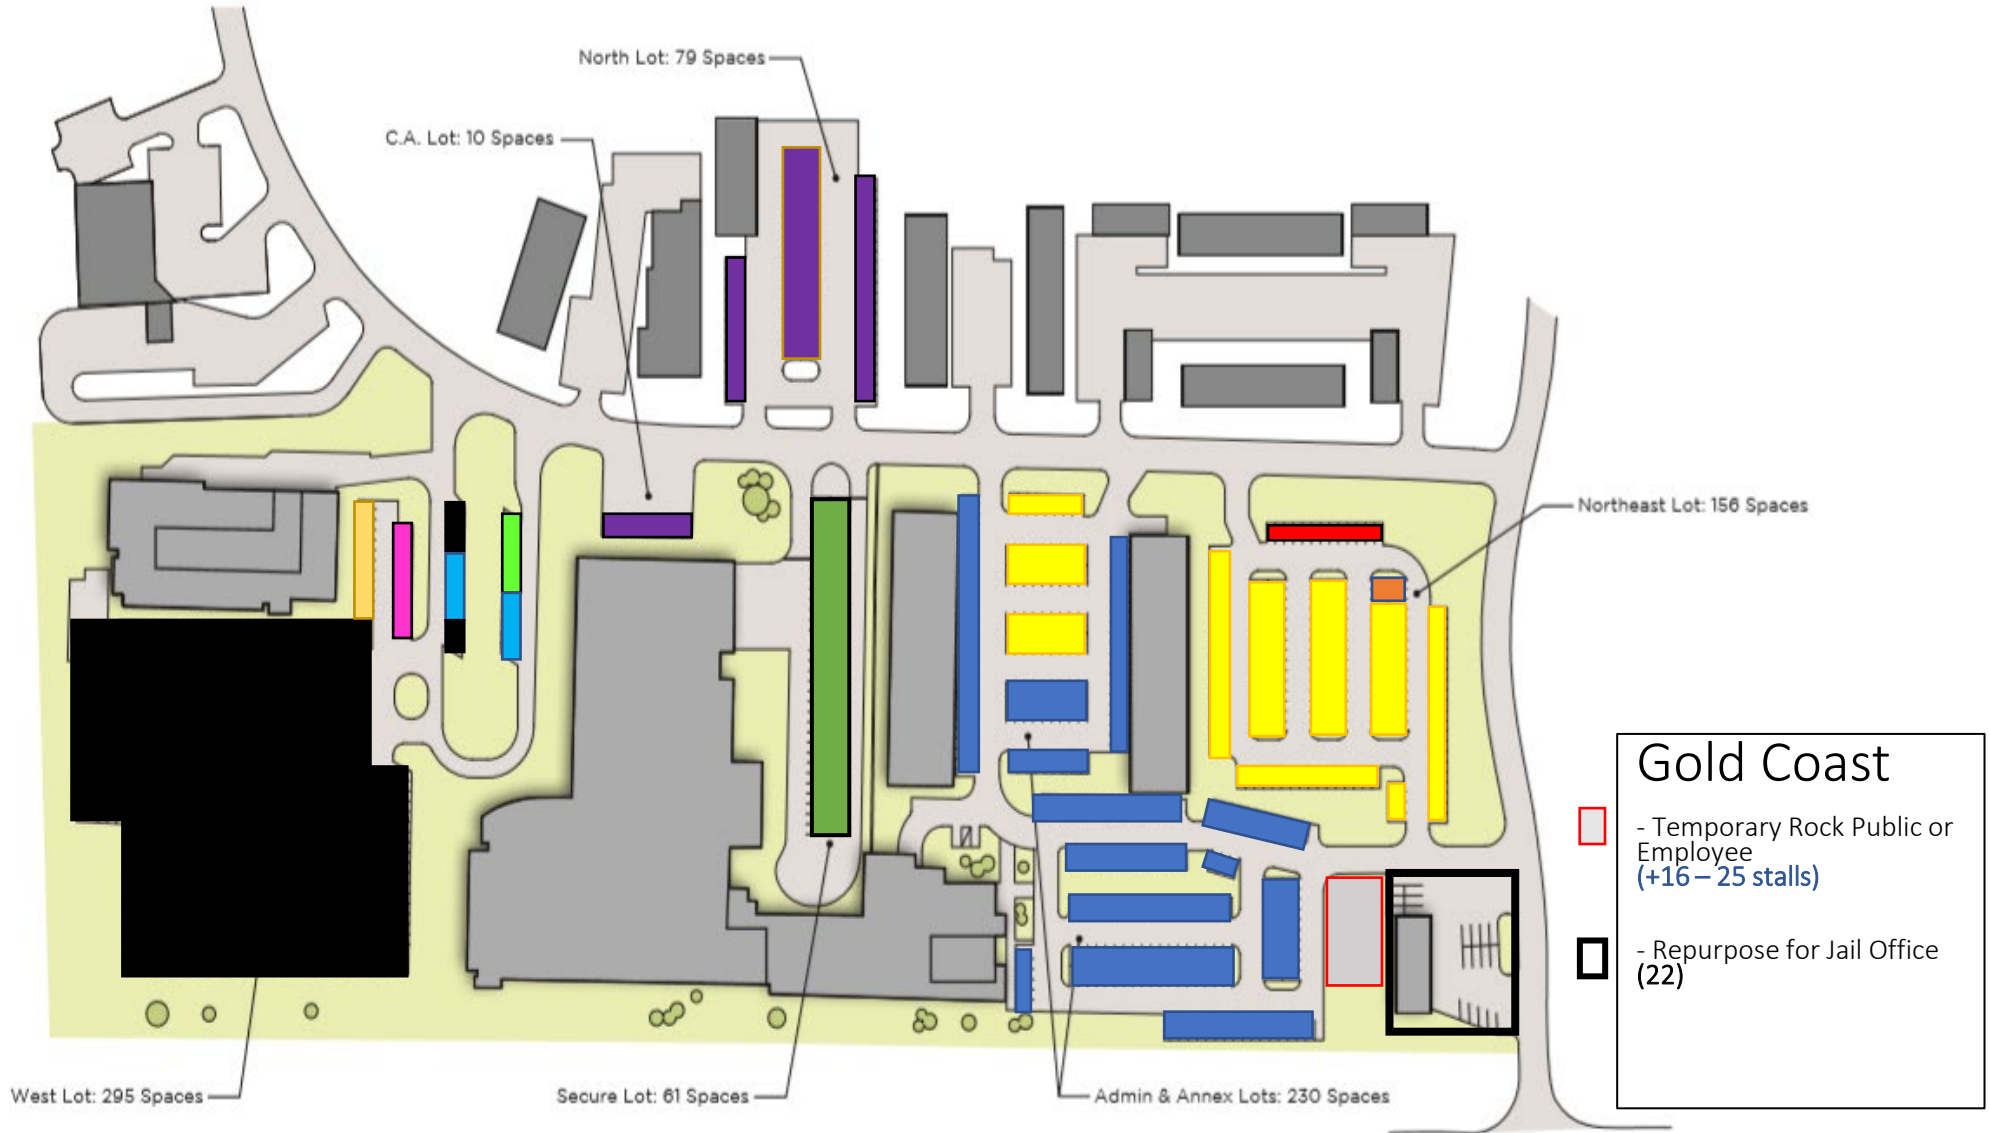 North Lot: 79 Spaces
C.A. Lot: 10 Spaces
Northeast Lot: 156 Spaces
Gold Coast
- Temporary Rock Public or
Employee
(+16 – 25 stalls)
- Repurpose for Jail Office
(22)
West Lot: 295 Spaces
Secure Lot: 61 Spaces
Admin & Annex Lots: 230 Spaces